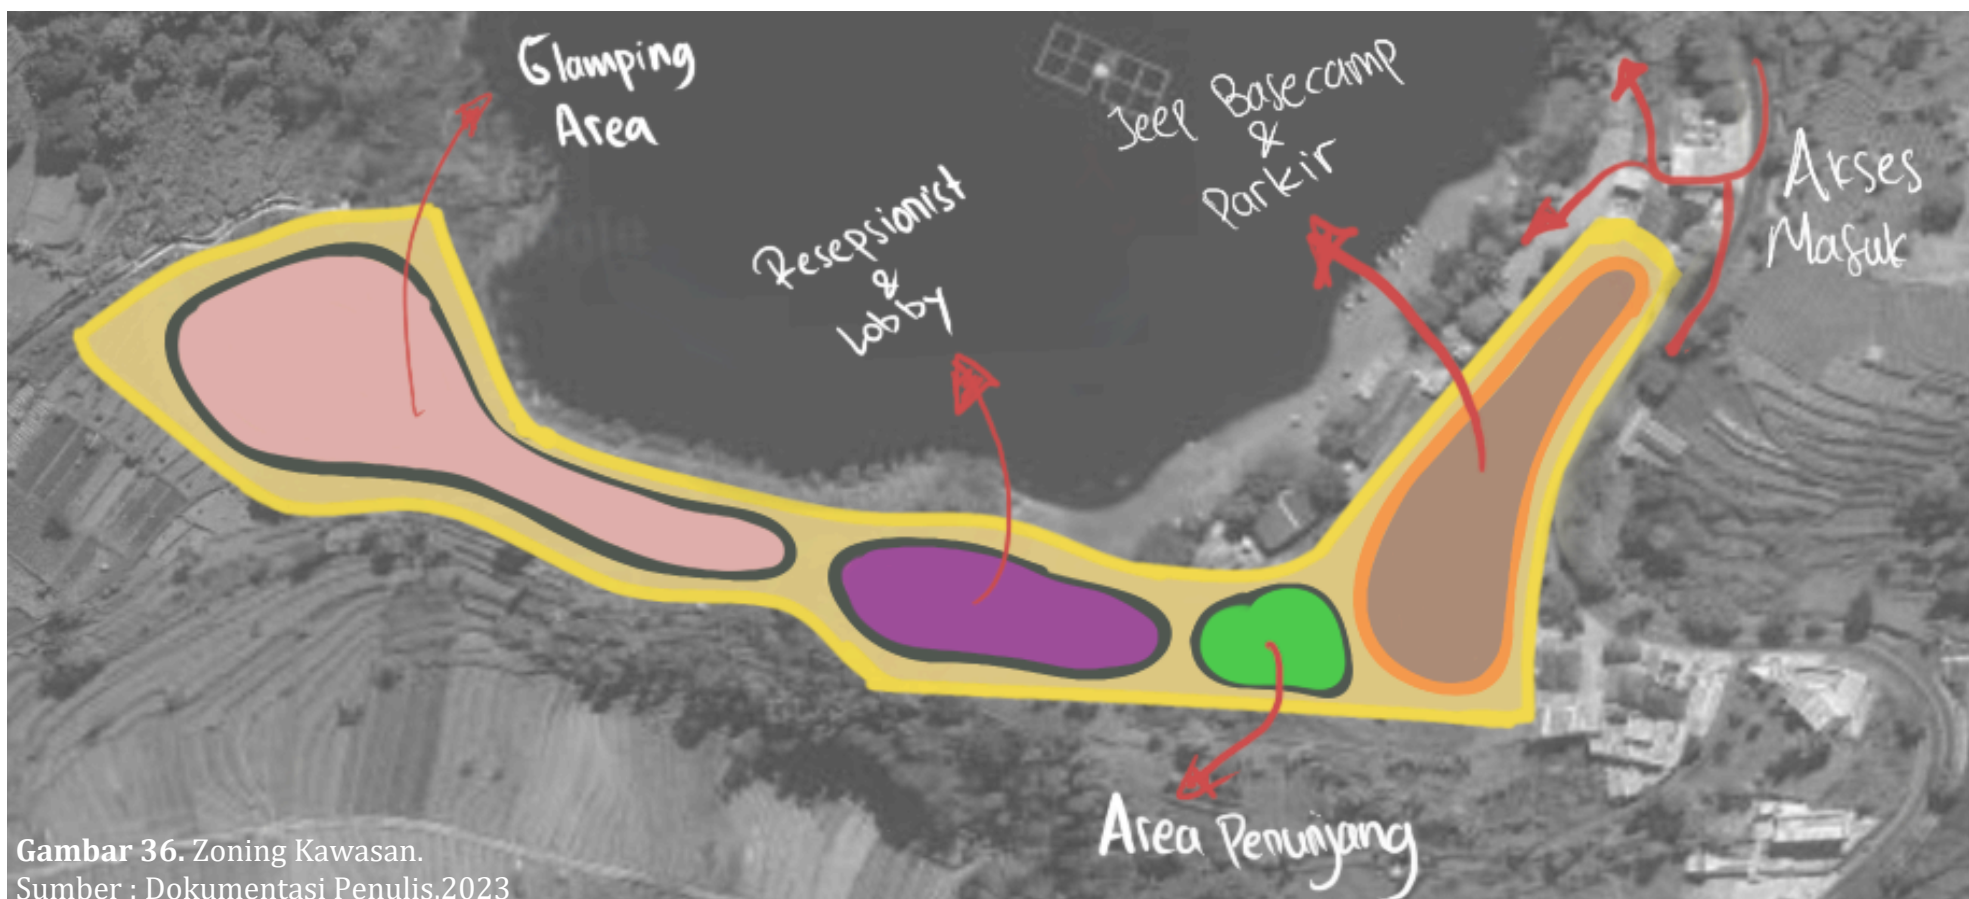 Glamping
Area
Resepsionist
&
Lobby
Jeep Basecamp
&
Parkir
Akses
Masuk
Area Penunjang
Gambar 36. Zoning Kawasan.
Sumber : Dokumentasi Penulis,2023